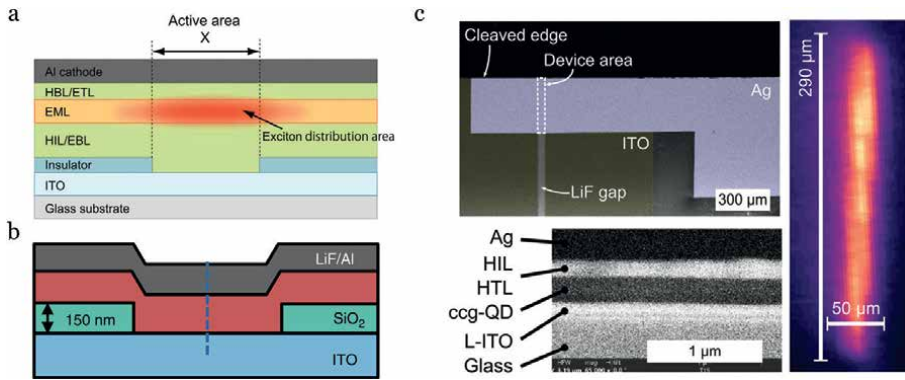 a
Active area
X
Al cathode
HBL/ETL
EML
Exciton distribution area
HIL/EBL
Insulator
ITO
Glass substrate
b
LiF/Al
150 nm
SiO₂
ITO
c
Cleaved edge
Device area
Ag
ITO
LiF gap
300 µm
Ag
HIL
HTL
ccg-QD
L-ITO
Glass
1 µm
290 µm
50 µm